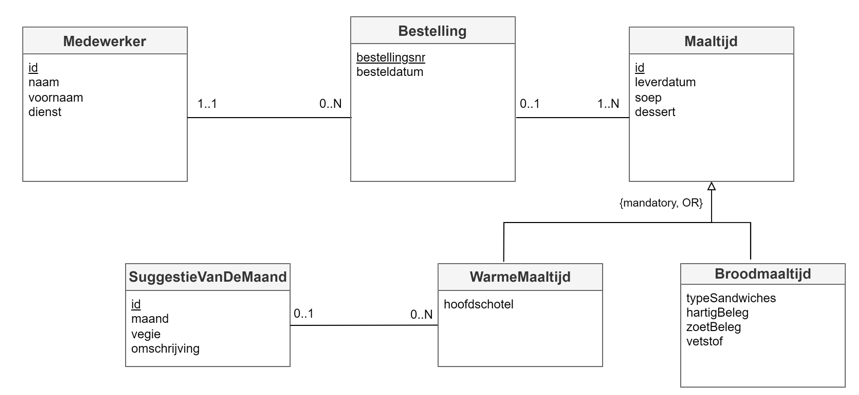 Medewerker
id
naam
voornaam
dienst
1..1
0..N
Bestelling
bestellingsnr
besteldatum
0..1
1..N
Maaltijd
id
leverdatum
soep
dessert
{mandatory, OR}
SuggestieVanDeMaand
id
maand
vegie
omschrijving
0..1
0..N
WarmeMaaltijd
hoofdschotel
Broodmaaltijd
typeSandwiches
hartigBeleg
zoetBeleg
vetstof